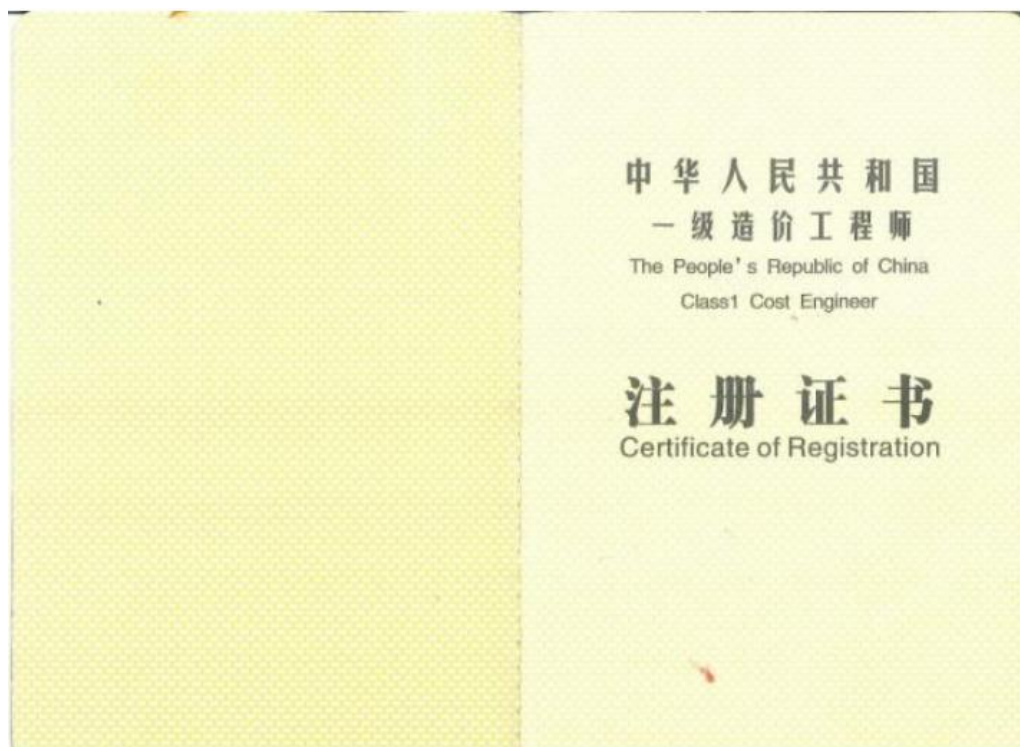 中华人民共和国
一级造价工程师
The People's Republic of China
Class1 Cost Engineer
注册证书
Certificate of Registration